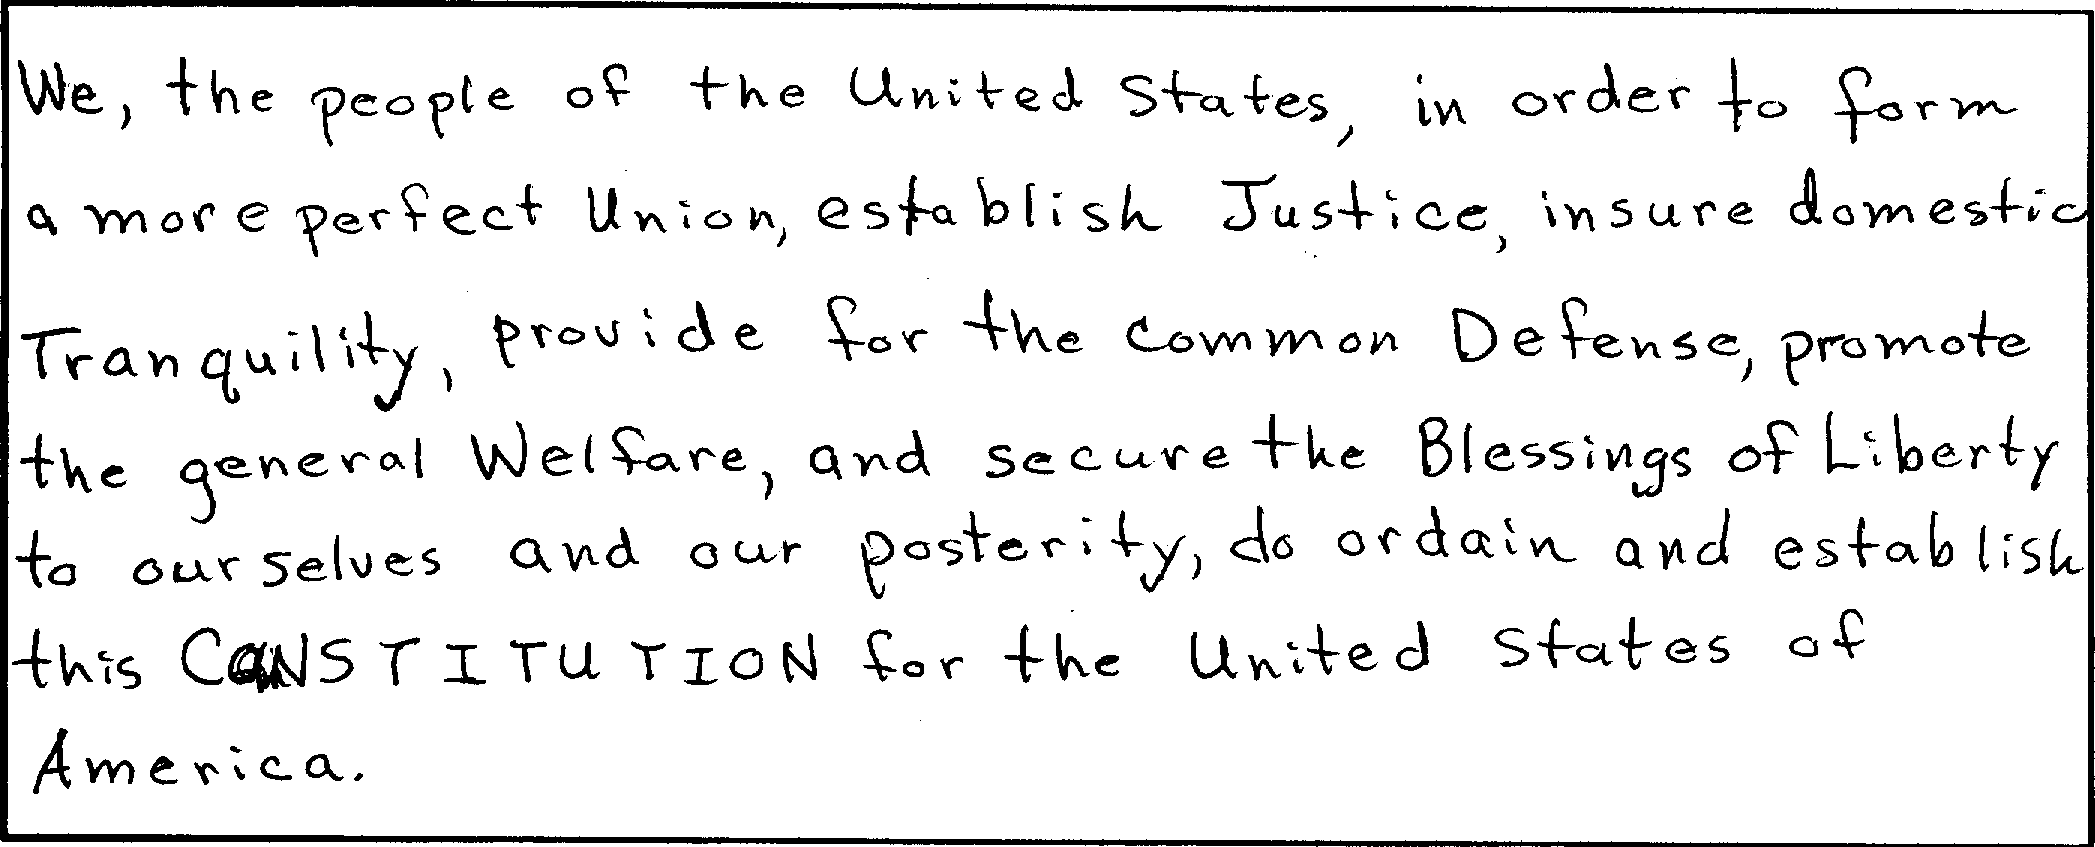 We, the people of the United States, in order to form
a more perfect Union, establish Justice, insure domestic
Tranquility, provide for the common Defense, promote
the general Welfare, and secure the Blessings of Liberty
to ourselves and our posterity, do ordain and establish
this CONSTITUTION for the United States of
America.